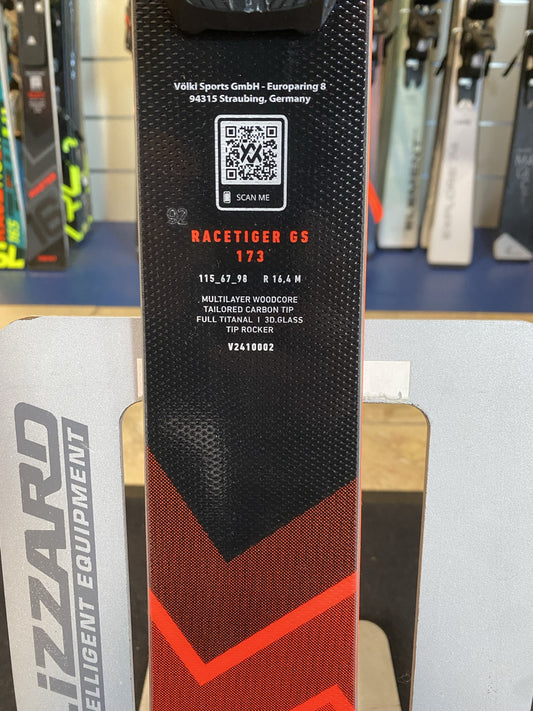 Völkl Sports GmbH - Europaring 8
94315 Straubing, Germany
SCAN ME
92
RACETIGER GS
173
115_67_98 R 16,4 M
MULTILAYER WOODCORE
TAILORED CARBON TIP
FULL TITANAL I 3D.GLASS
TIP ROCKER
V2410002
LIZZARD
ELLIGENT EQUIPMENT